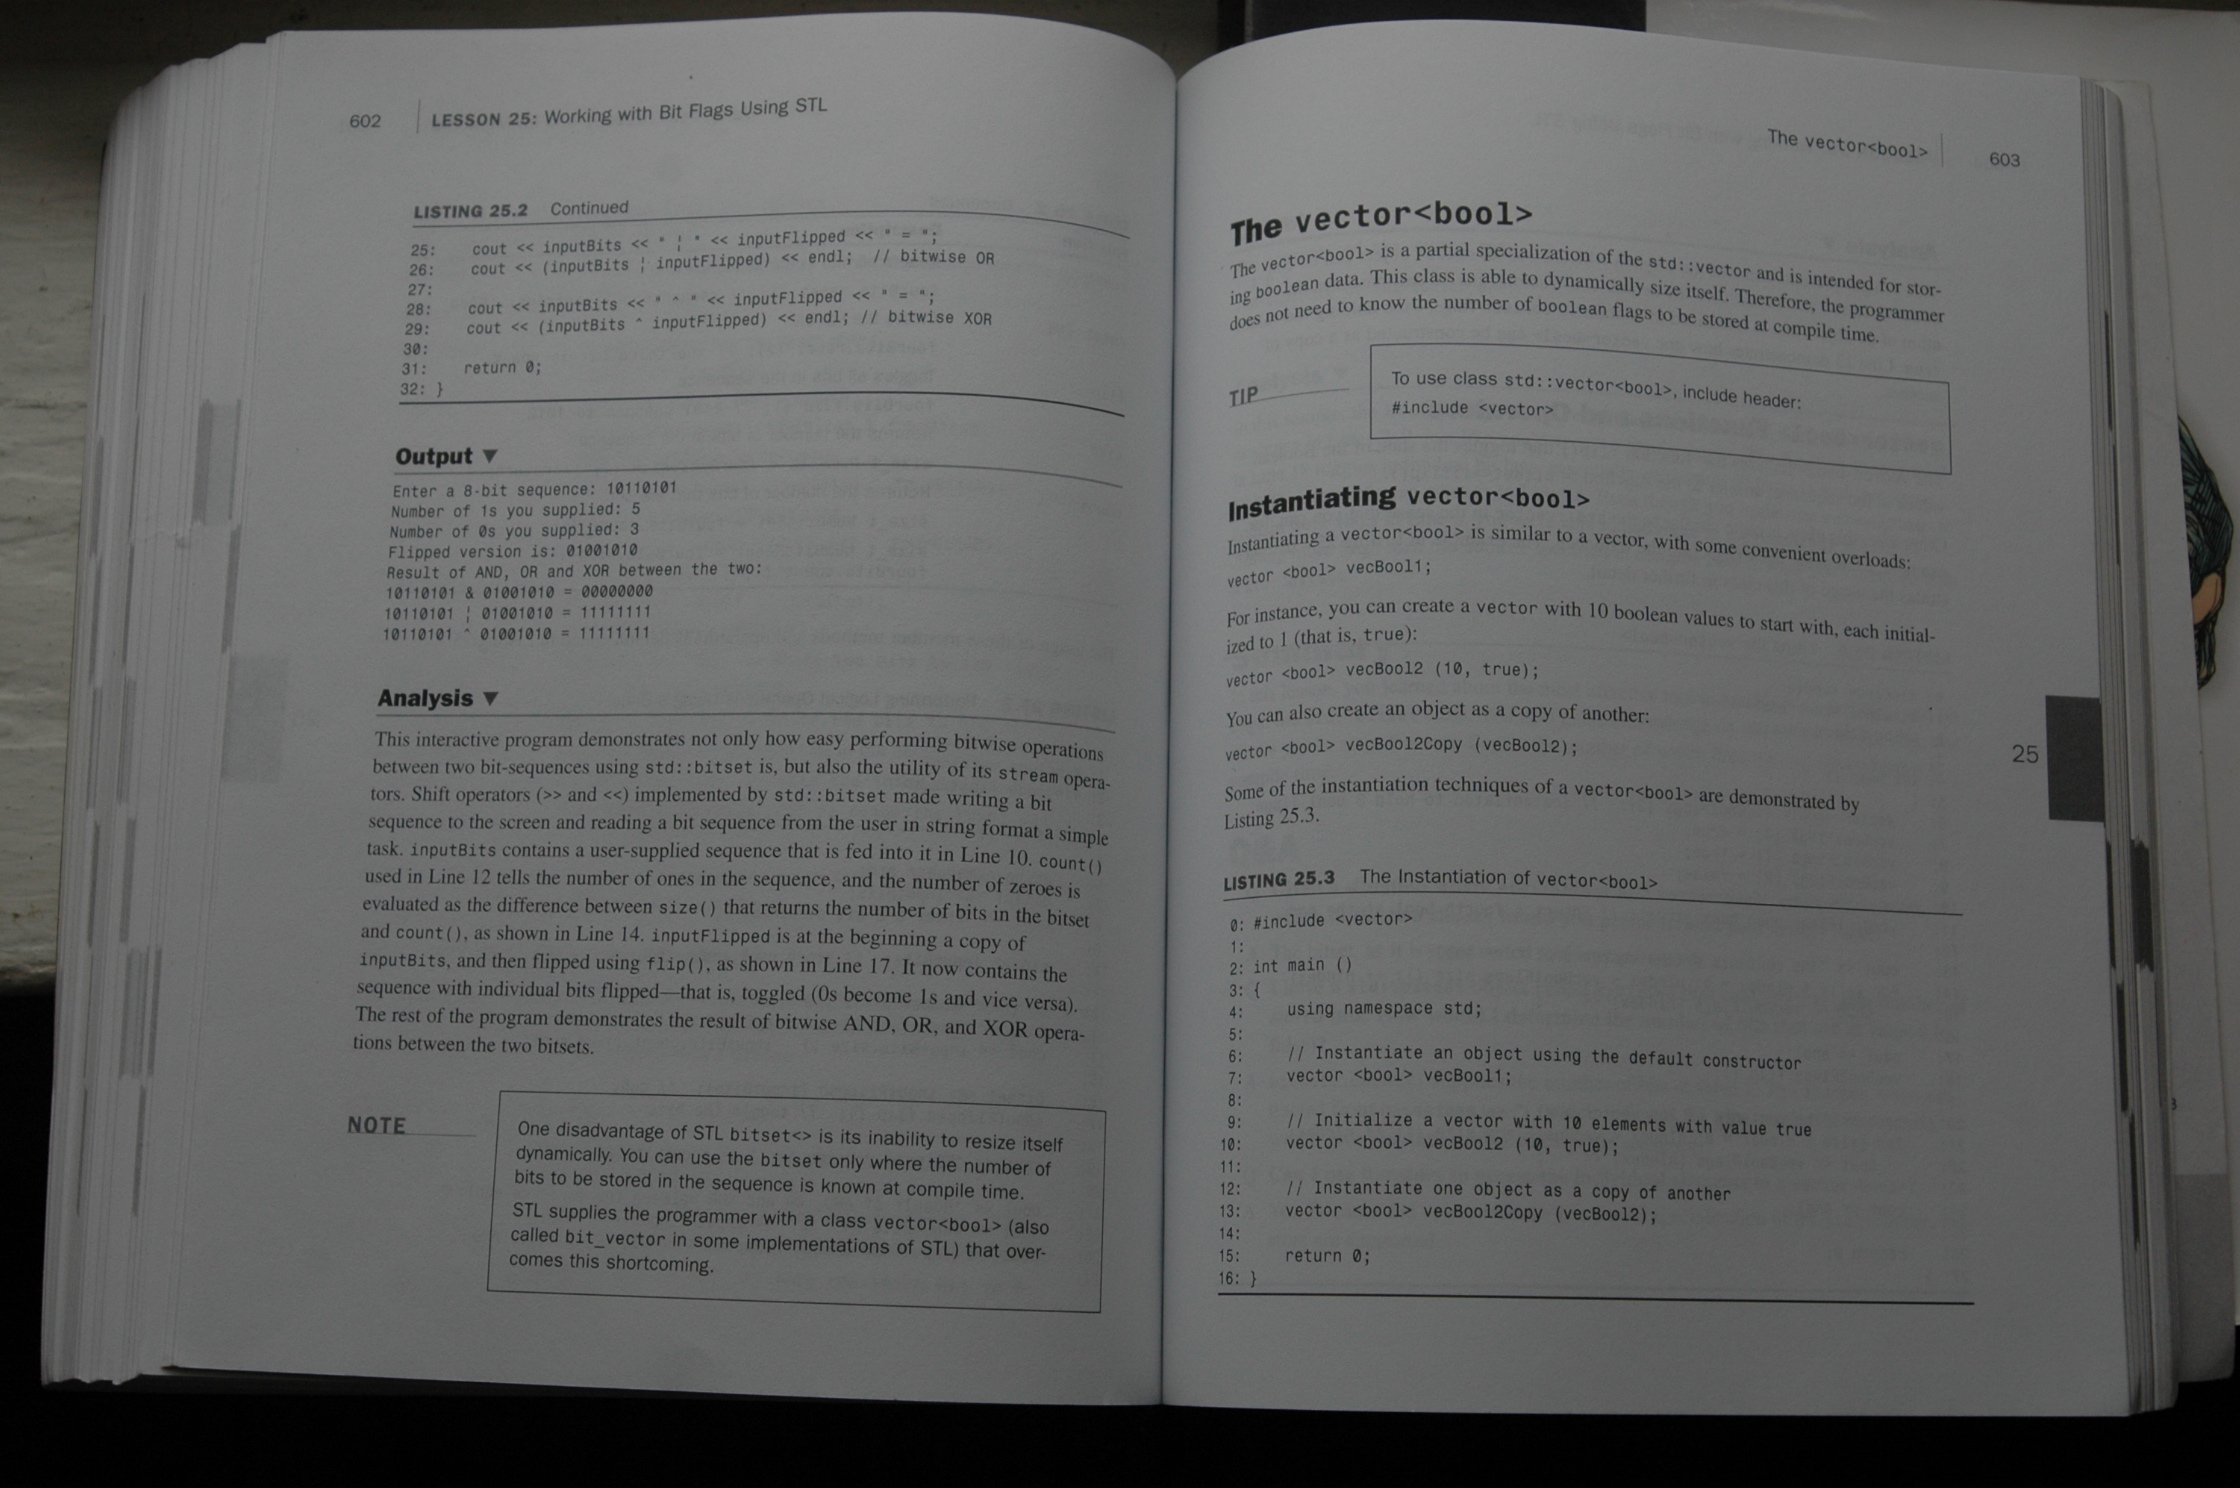 602 LESSON 25: Working with Bit Flags Using STL
LISTING 25.2 Continued
25: cout << inputBits << " ¦ " << inputFlipped << " = ";
26: cout << (inputBits ¦ inputFlipped) << endl; // bitwise OR
27:
28: cout << inputBits << " ^ " << inputFlipped << " = ";
29: cout << (inputBits ^ inputFlipped) << endl; // bitwise XOR
30:
31: return 0;
32: }
Output ▼
Enter a 8-bit sequence: 10110101
Number of 1s you supplied: 5
Number of 0s you supplied: 3
Flipped version is: 01001010
Result of AND, OR and XOR between the two:
10110101 & 01001010 = 00000000
10110101 ¦ 01001010 = 11111111
10110101 ^ 01001010 = 11111111
Analysis ▼
This interactive program demonstrates not only how easy performing bitwise operations
between two bit-sequences using std::bitset is, but also the utility of its stream opera-
tors. Shift operators (>> and <<) implemented by std::bitset made writing a bit
sequence to the screen and reading a bit sequence from the user in string format a simple
task. inputBits contains a user-supplied sequence that is fed into it in Line 10. count()
used in Line 12 tells the number of ones in the sequence, and the number of zeroes is
evaluated as the difference between size() that returns the number of bits in the bitset
and count(), as shown in Line 14. inputFlipped is at the beginning a copy of
inputBits, and then flipped using flip(), as shown in Line 17. It now contains the
sequence with individual bits flipped—that is, toggled (0s become 1s and vice versa).
The rest of the program demonstrates the result of bitwise AND, OR, and XOR opera-
tions between the two bitsets.
NOTE
One disadvantage of STL bitset<> is its inability to resize itself
dynamically. You can use the bitset only where the number of
bits to be stored in the sequence is known at compile time.
STL supplies the programmer with a class vector<bool> (also
called bit_vector in some implementations of STL) that over-
comes this shortcoming.
The vector<bool> 603
The vector<bool>
The vector<bool> is a partial specialization of the std::vector and is intended for stor-
ing boolean data. This class is able to dynamically size itself. Therefore, the programmer
does not need to know the number of boolean flags to be stored at compile time.
TIP
To use class std::vector<bool>, include header:
#include <vector>
Instantiating vector<bool>
Instantiating a vector<bool> is similar to a vector, with some convenient overloads:
vector <bool> vecBool1;
For instance, you can create a vector with 10 boolean values to start with, each initial-
ized to 1 (that is, true):
vector <bool> vecBool2 (10, true);
You can also create an object as a copy of another:
vector <bool> vecBool2Copy (vecBool2);
Some of the instantiation techniques of a vector<bool> are demonstrated by
Listing 25.3.
25
LISTING 25.3 The Instantiation of vector<bool>
0: #include <vector>
1:
2: int main ()
3: {
4: using namespace std;
5:
6: // Instantiate an object using the default constructor
7: vector <bool> vecBool1;
8:
9: // Initialize a vector with 10 elements with value true
10: vector <bool> vecBool2 (10, true);
11:
12: // Instantiate one object as a copy of another
13: vector <bool> vecBool2Copy (vecBool2);
14:
15: return 0;
16: }